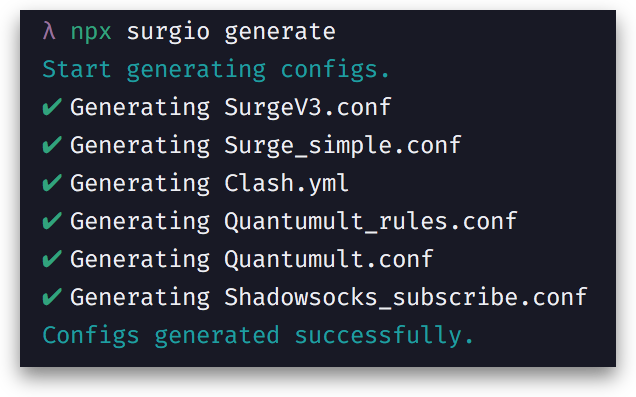 λ npx surgio generate
Start generating configs.
✔ Generating SurgeV3.conf
✔ Generating Surge_simple.conf
✔ Generating Clash.yml
✔ Generating Quantumult_rules.conf
✔ Generating Quantumult.conf
✔ Generating Shadowsocks_subscribe.conf
Configs generated successfully.